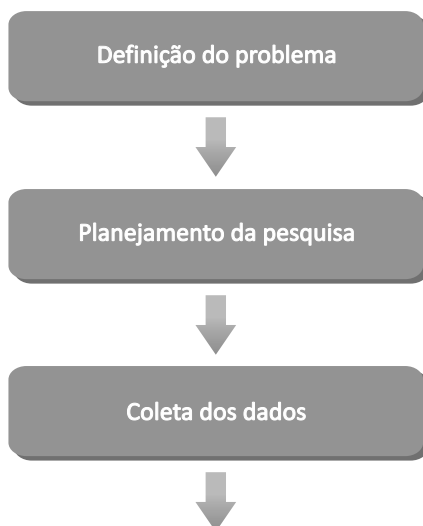 Definição do problema
Planejamento da pesquisa
Coleta dos dados